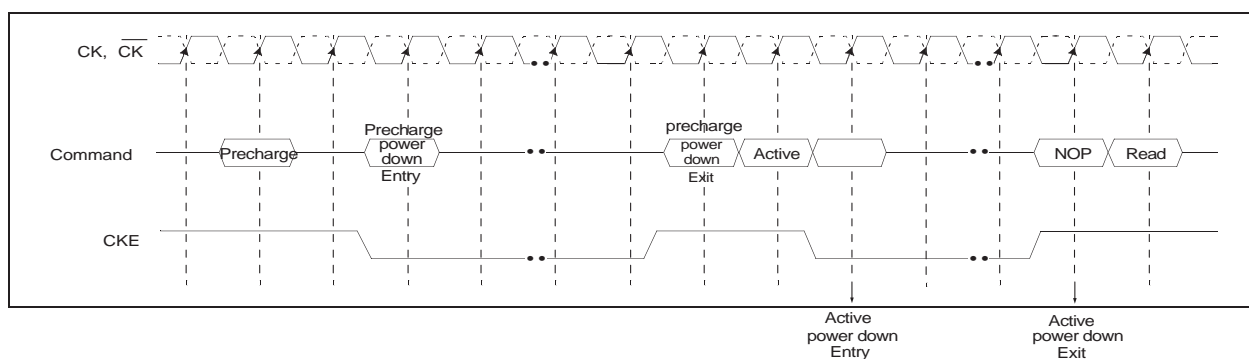 CK, CK
Precharge
power
down
Entry
precharge
power
down
Exit
Command
Precharge
Active
NOP
Read
CKE
Active
power down
Entry
Active
power down
Exit